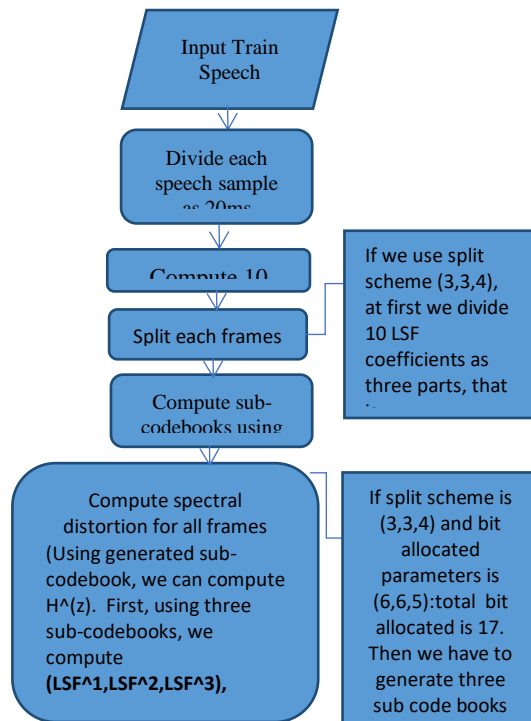 Input Train
Speech
Divide each
speech sample
as 20ms
Compute 10
Split each frames
If we use split
scheme (3,3,4),
at first we divide
10 LSF
coefficients as
three parts, that
Compute sub-
codebooks using
Compute spectral
distortion for all frames
(Using generated sub-
codebook, we can compute
H^(z). First, using three
sub-codebooks, we
compute
(LSF^1,LSF^2,LSF^3),
If split scheme is
(3,3,4) and bit
allocated
parameters is
(6,6,5):total bit
allocated is 17.
Then we have to
generate three
sub code books